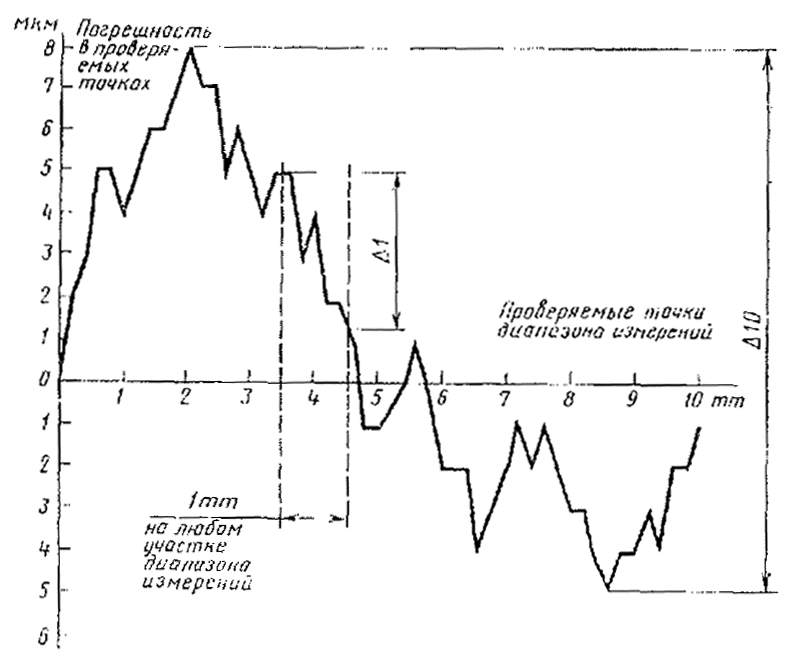 мкм
Погрешность
в проверя-
емых
точках
8
7
6
5
4
3
2
1
0
1
2
3
4
5
6
Δ1
Δ10
Проверяемые точки
диапазона измерений
1 2 3 4 5 6 7 8 9 10 mm
1mm
на любом
участке
диапазона
измерений